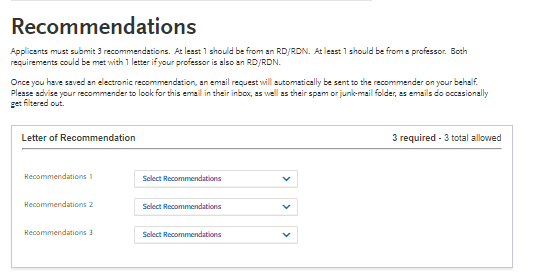 Recommendations
Applicants must submit 3 recommendations. At least 1 should be from an RD/RDN. At least 1 should be from a professor. Both
requirements could be met with 1 letter if your professor is also an RD/RDN.
Once you have saved an electronic recommendation, an email request will automatically be sent to the recommender on your behalf.
Please advise your recommender to look for this email in their inbox, as well as their spam or junk-mail folder, as emails do occasionally
get filtered out.
Letter of Recommendation 3 required - 3 total allowed
Recommendations 1 Select Recommendations
Recommendations 2 Select Recommendations
Recommendations 3 Select Recommendations